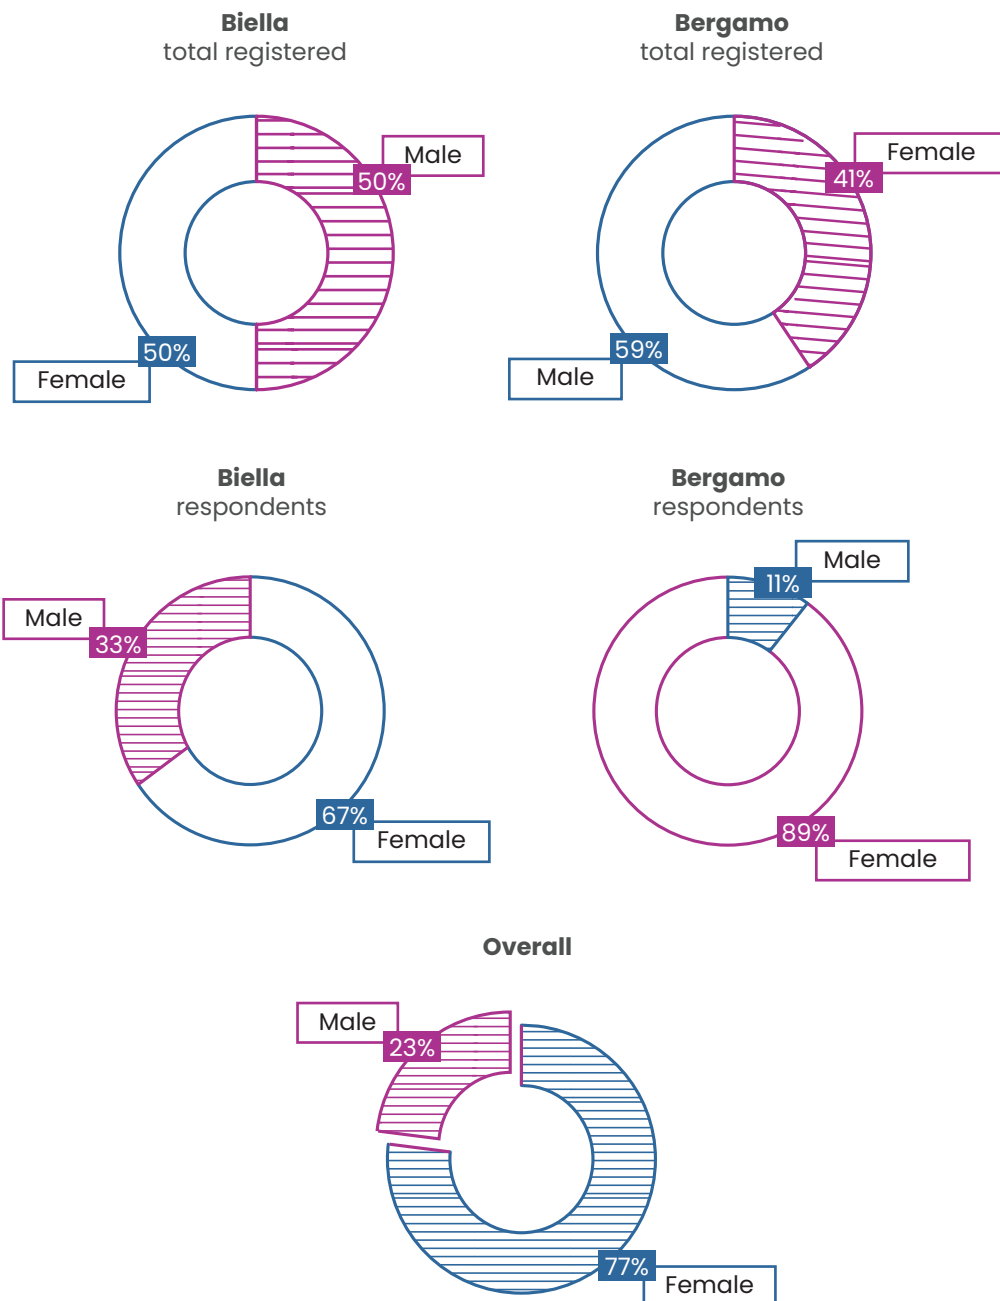 Biella
total registered
Male
50%
50%
Female
Bergamo
total registered
Female
41%
59%
Male
Biella
respondents
Male
33%
67%
Female
Bergamo
respondents
Male
11%
89%
Female
Overall
Male
23%
77%
Female